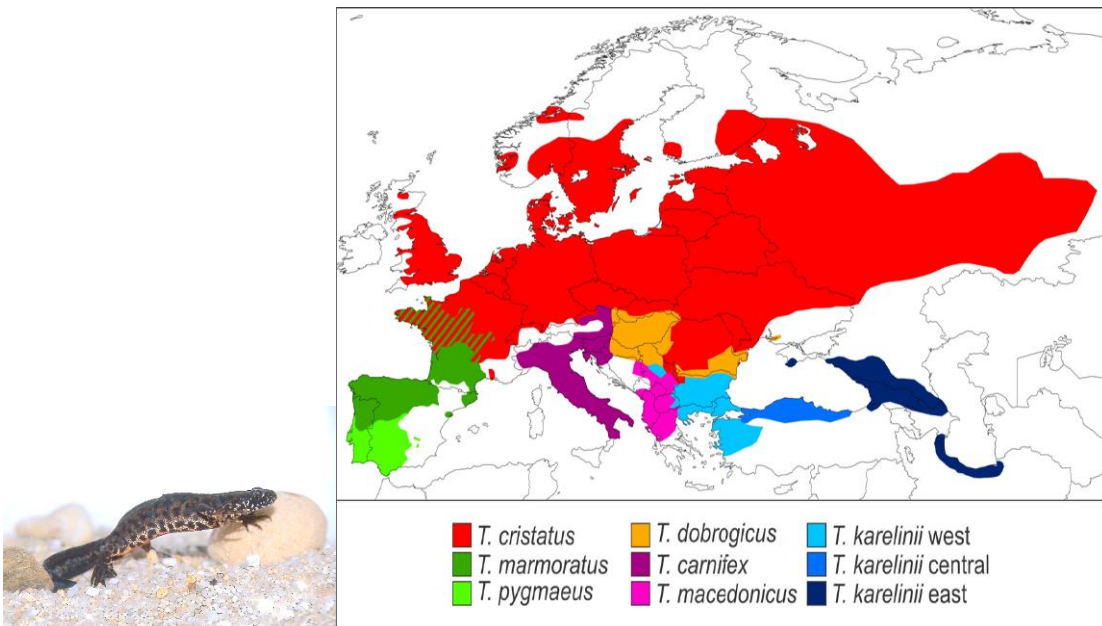 T. cristatus
T. marmoratus
T. pygmaeus
T. dobrogicus
T. carnifex
T. macedonicus
T. karelinii west
T. karelinii central
T. karelinii east